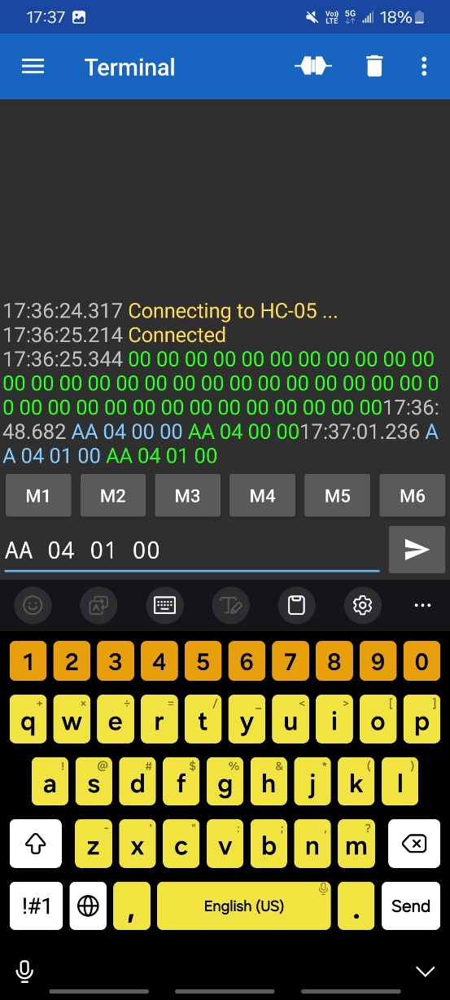 17:37 Vo)) LTE 5G 18%
Terminal
17:36:24.317 Connecting to HC-05 ...
17:36:25.214 Connected
17:36:25.344 00 00 00 00 00 00 00 00 00 00 00
00 00 00 00 00 00 00 00 00 00 00 00 00 00 00 0
0 00 00 00 00 00 00 00 00 00 00 00 00 0017:36:
48.682 AA 04 00 00 AA 04 00 0017:37:01.236 A
A 04 01 00 AA 04 01 00
M1 M2 M3 M4 M5 M6
AA 04 01 00
1 2 3 4 5 6 7 8 9 0
+ × ÷ = / _ < > [ ]
q w e r t y u i o p
! @ # $ % & * ( )
a s d f g h j k l
- ' " : ; , ?
z x c v b n m
!#1 , English (US) . Send